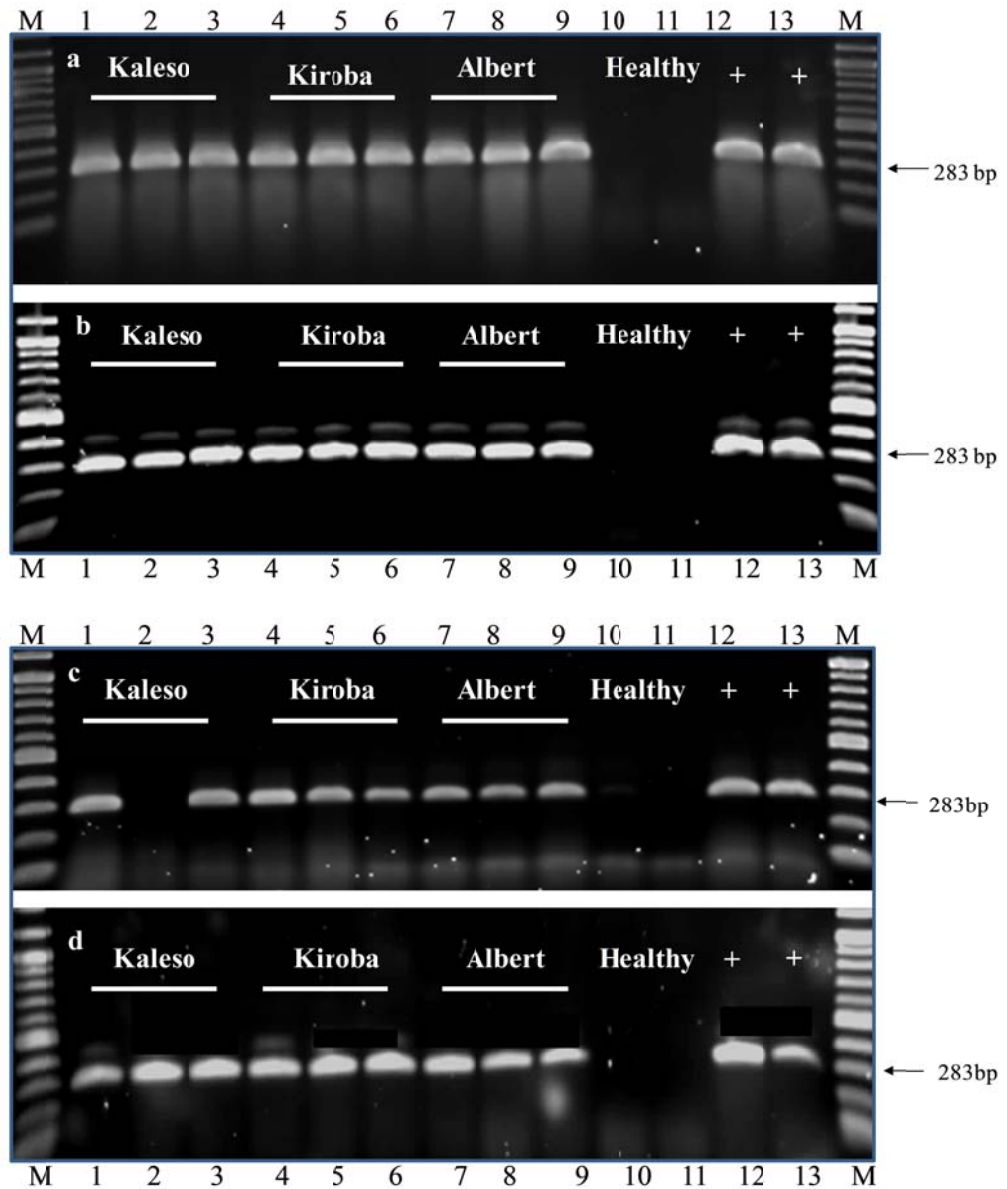 M 1 2 3 4 5 6 7 8 9 10 11 12 13 M
a Kaleso Kiroba Albert Healthy + +
283 bp
b Kaleso Kiroba Albert Healthy + +
283 bp
M 1 2 3 4 5 6 7 8 9 10 11 12 13 M
M 1 2 3 4 5 6 7 8 9 10 11 12 13 M
c Kaleso Kiroba Albert Healthy + +
283bp
d Kaleso Kiroba Albert Healthy + +
283bp
M 1 2 3 4 5 6 7 8 9 10 11 12 13 M